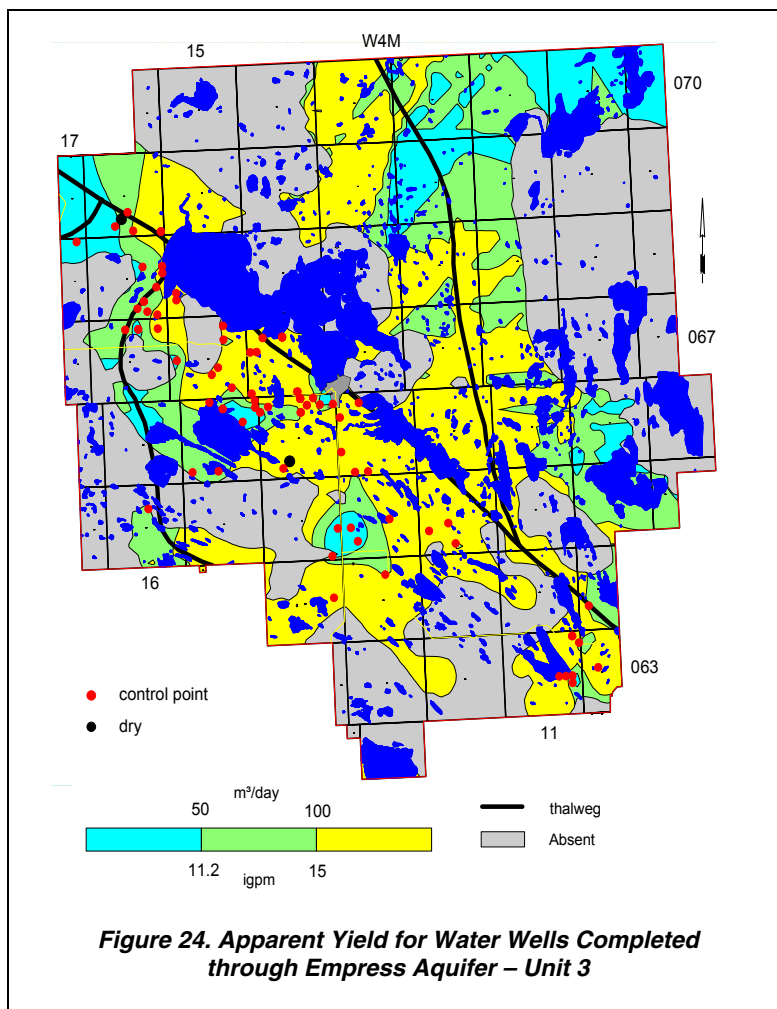 W4M
15
070
17
067
16
063
11
control point
dry
m³/day
50 100
11.2 igpm 15
thalweg
Absent
Figure 24. Apparent Yield for Water Wells Completed
through Empress Aquifer – Unit 3